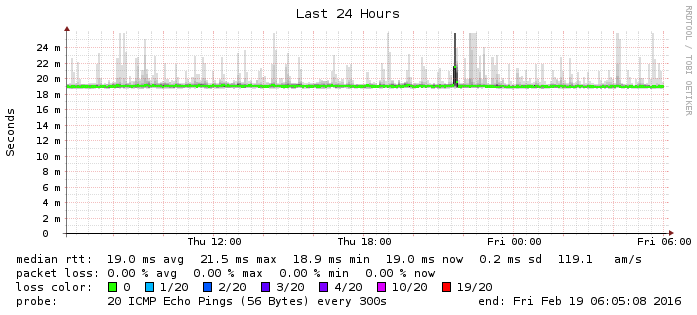 Last 24 Hours
RRDTOOL / TOBI OETIKER
Seconds
24 m
22 m
20 m
18 m
16 m
14 m
12 m
10 m
8 m
6 m
4 m
2 m
0
Thu 12:00 Thu 18:00 Fri 00:00 Fri 06:00
median rtt: 19.0 ms avg 21.5 ms max 18.9 ms min 19.0 ms now 0.2 ms sd 119.1 am/s
packet loss: 0.00 % avg 0.00 % max 0.00 % min 0.00 % now
loss color: 0 1/20 2/20 3/20 4/20 10/20 19/20
probe: 20 ICMP Echo Pings (56 Bytes) every 300s end: Fri Feb 19 06:05:08 2016